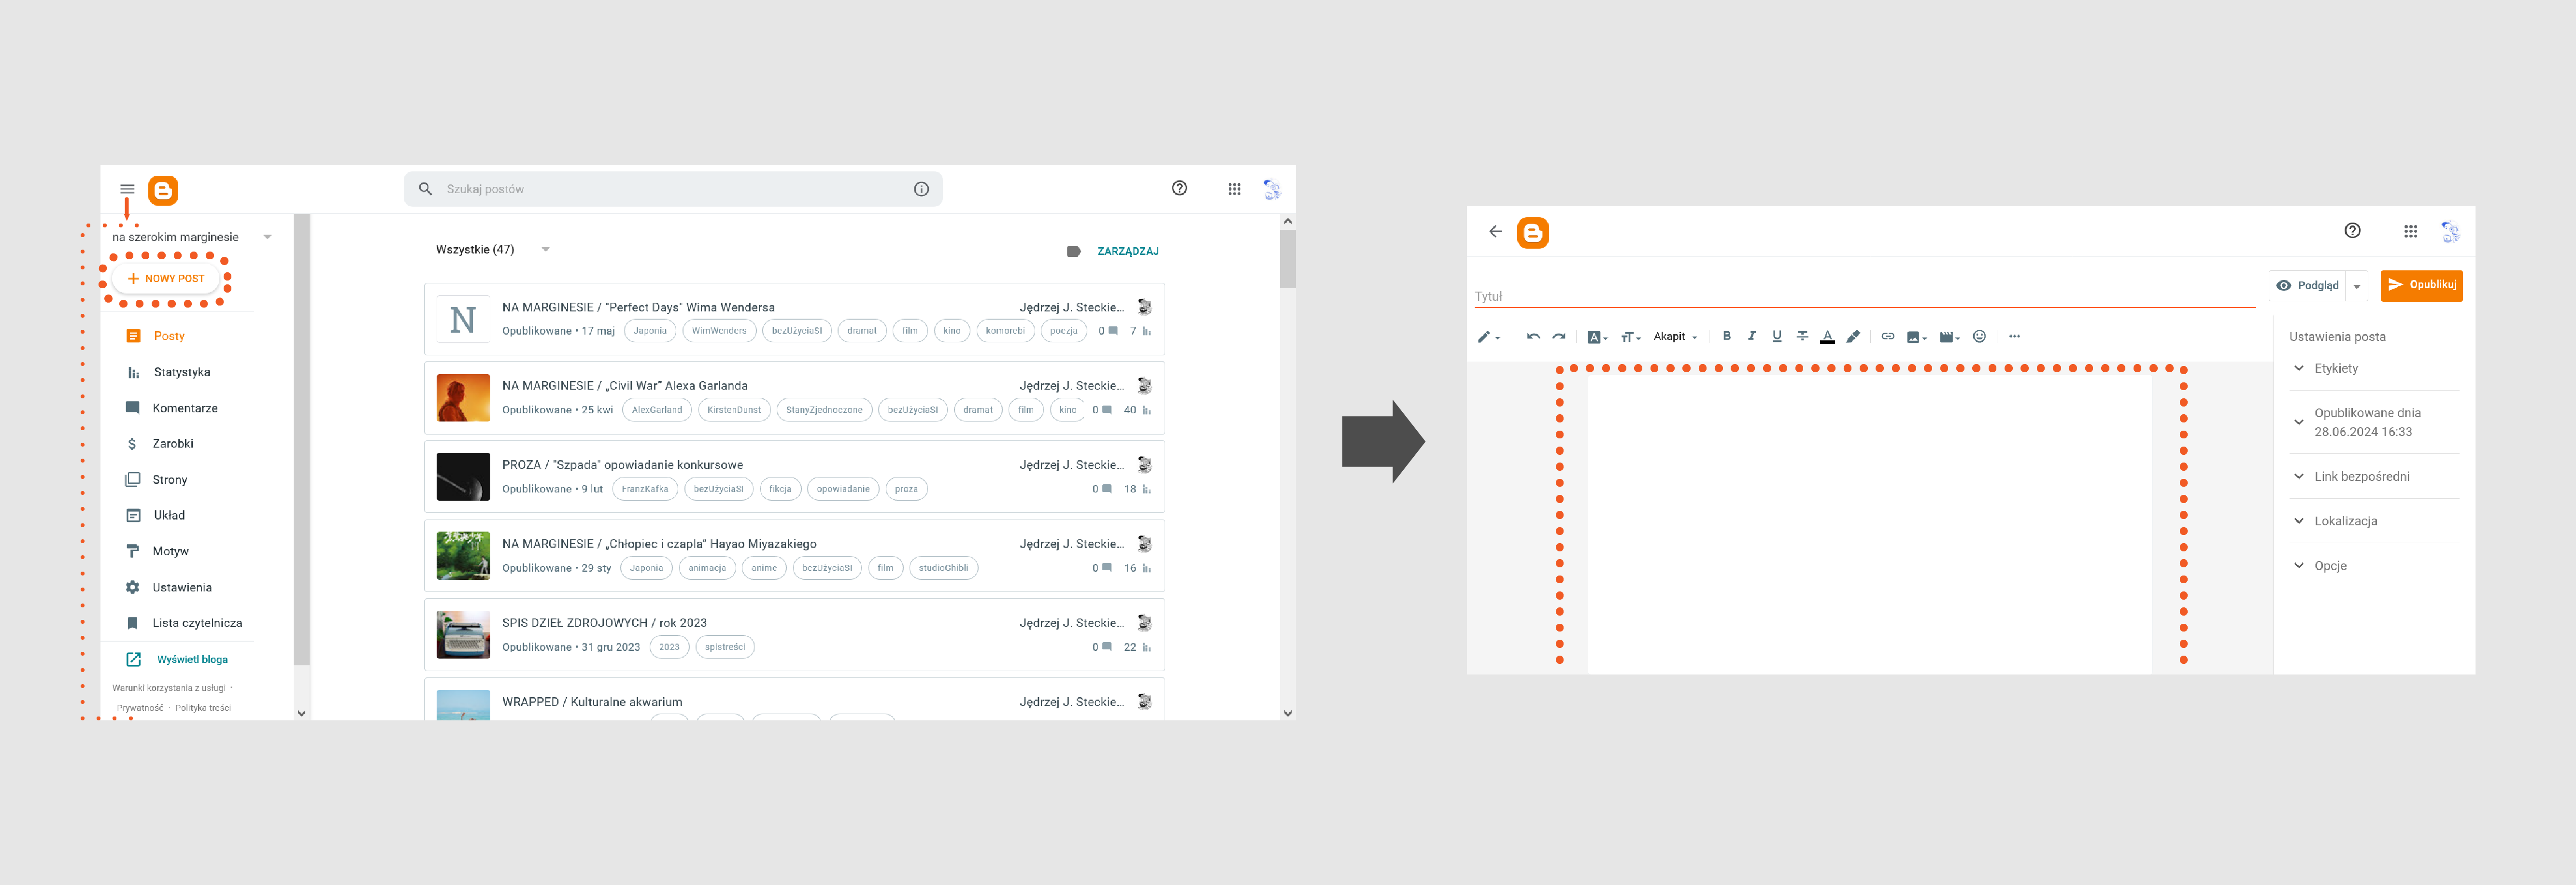 Szukaj postów
na szerokim marginesie
NOWY POST
Posty
Statystyka
Komentarze
Zarobki
Strony
Układ
Motyw
Ustawienia
Lista czytelnicza
Wyświetl bloga
Warunki korzystania z usługi ·
Prywatność · Polityka treści
Wszystkie (47)
ZARZĄDZAJ
N
NA MARGINESIE / "Perfect Days" Wima Wendersa
Jędrzej J. Steckie...
Opublikowane • 17 maj Japonia WimWenders bezUżyciaSI dramat film kino komorebi poezja 0 7
NA MARGINESIE / „Civil War” Alexa Garlanda
Jędrzej J. Steckie...
Opublikowane • 25 kwi AlexGarland KirstenDunst StanyZjednoczone bezUżyciaSI dramat film kino 0 40
PROZA / "Szpada" opowiadanie konkursowe
Jędrzej J. Steckie...
Opublikowane • 9 lut FranzKafka bezUżyciaSI fikcja opowiadanie proza 0 18
NA MARGINESIE / „Chłopiec i czapla” Hayao Miyazakiego
Jędrzej J. Steckie...
Opublikowane • 29 sty Japonia animacja anime bezUżyciaSI film studioGhibli 0 16
SPIS DZIEŁ ZDROJOWYCH / rok 2023
Jędrzej J. Steckie...
Opublikowane • 31 gru 2023 2023 spistreści 0 22
WRAPPED / Kulturalne akwarium
Jędrzej J. Steckie...
Tytuł
Podgląd
Opublikuj
Akapit
Ustawienia posta
Etykiety
Opublikowane dnia
28.06.2024 16:33
Link bezpośredni
Lokalizacja
Opcje